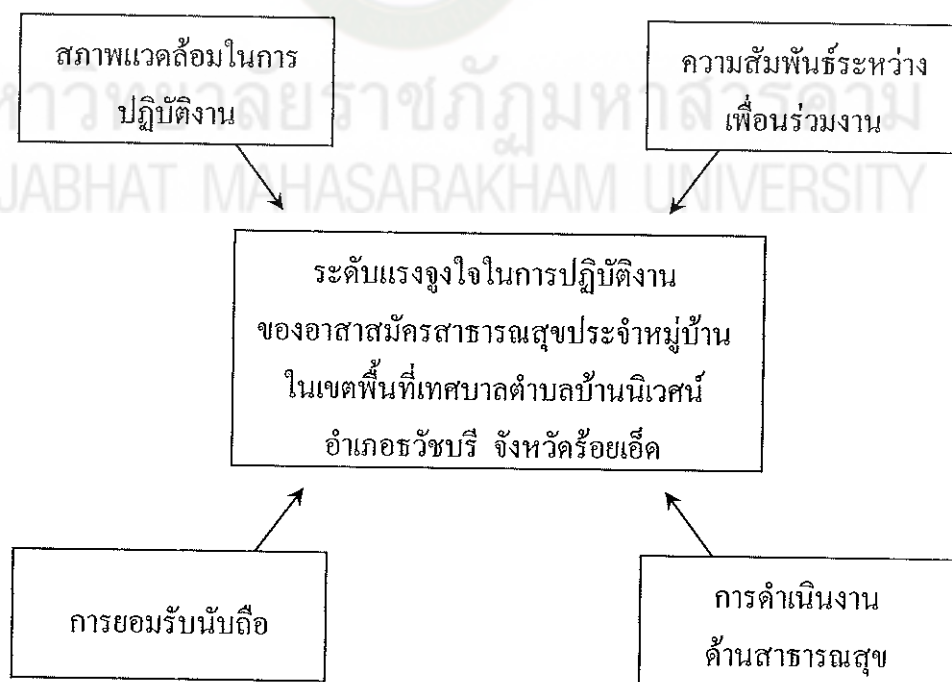 สภาพแวดล้อมในการ
ปฏิบัติงาน
ความสัมพันธ์ระหว่าง
เพื่อนร่วมงาน
หาวิทยาลัยราชภัฏมหาสารคาม
JABHAT MAHASARAKHAM UNIVERSITY
ระดับแรงจูงใจในการปฏิบัติงาน
ของอาสาสมัครสาธารณสุขประจำหมู่บ้าน
ในเขตพื้นที่เทศบาลตำบลบ้านนิเวศน์
อำเภอธวัชบุรี จังหวัดร้อยเอ็ด
การยอมรับนับถือ
การดำเนินงาน
ด้านสาธารณสุข